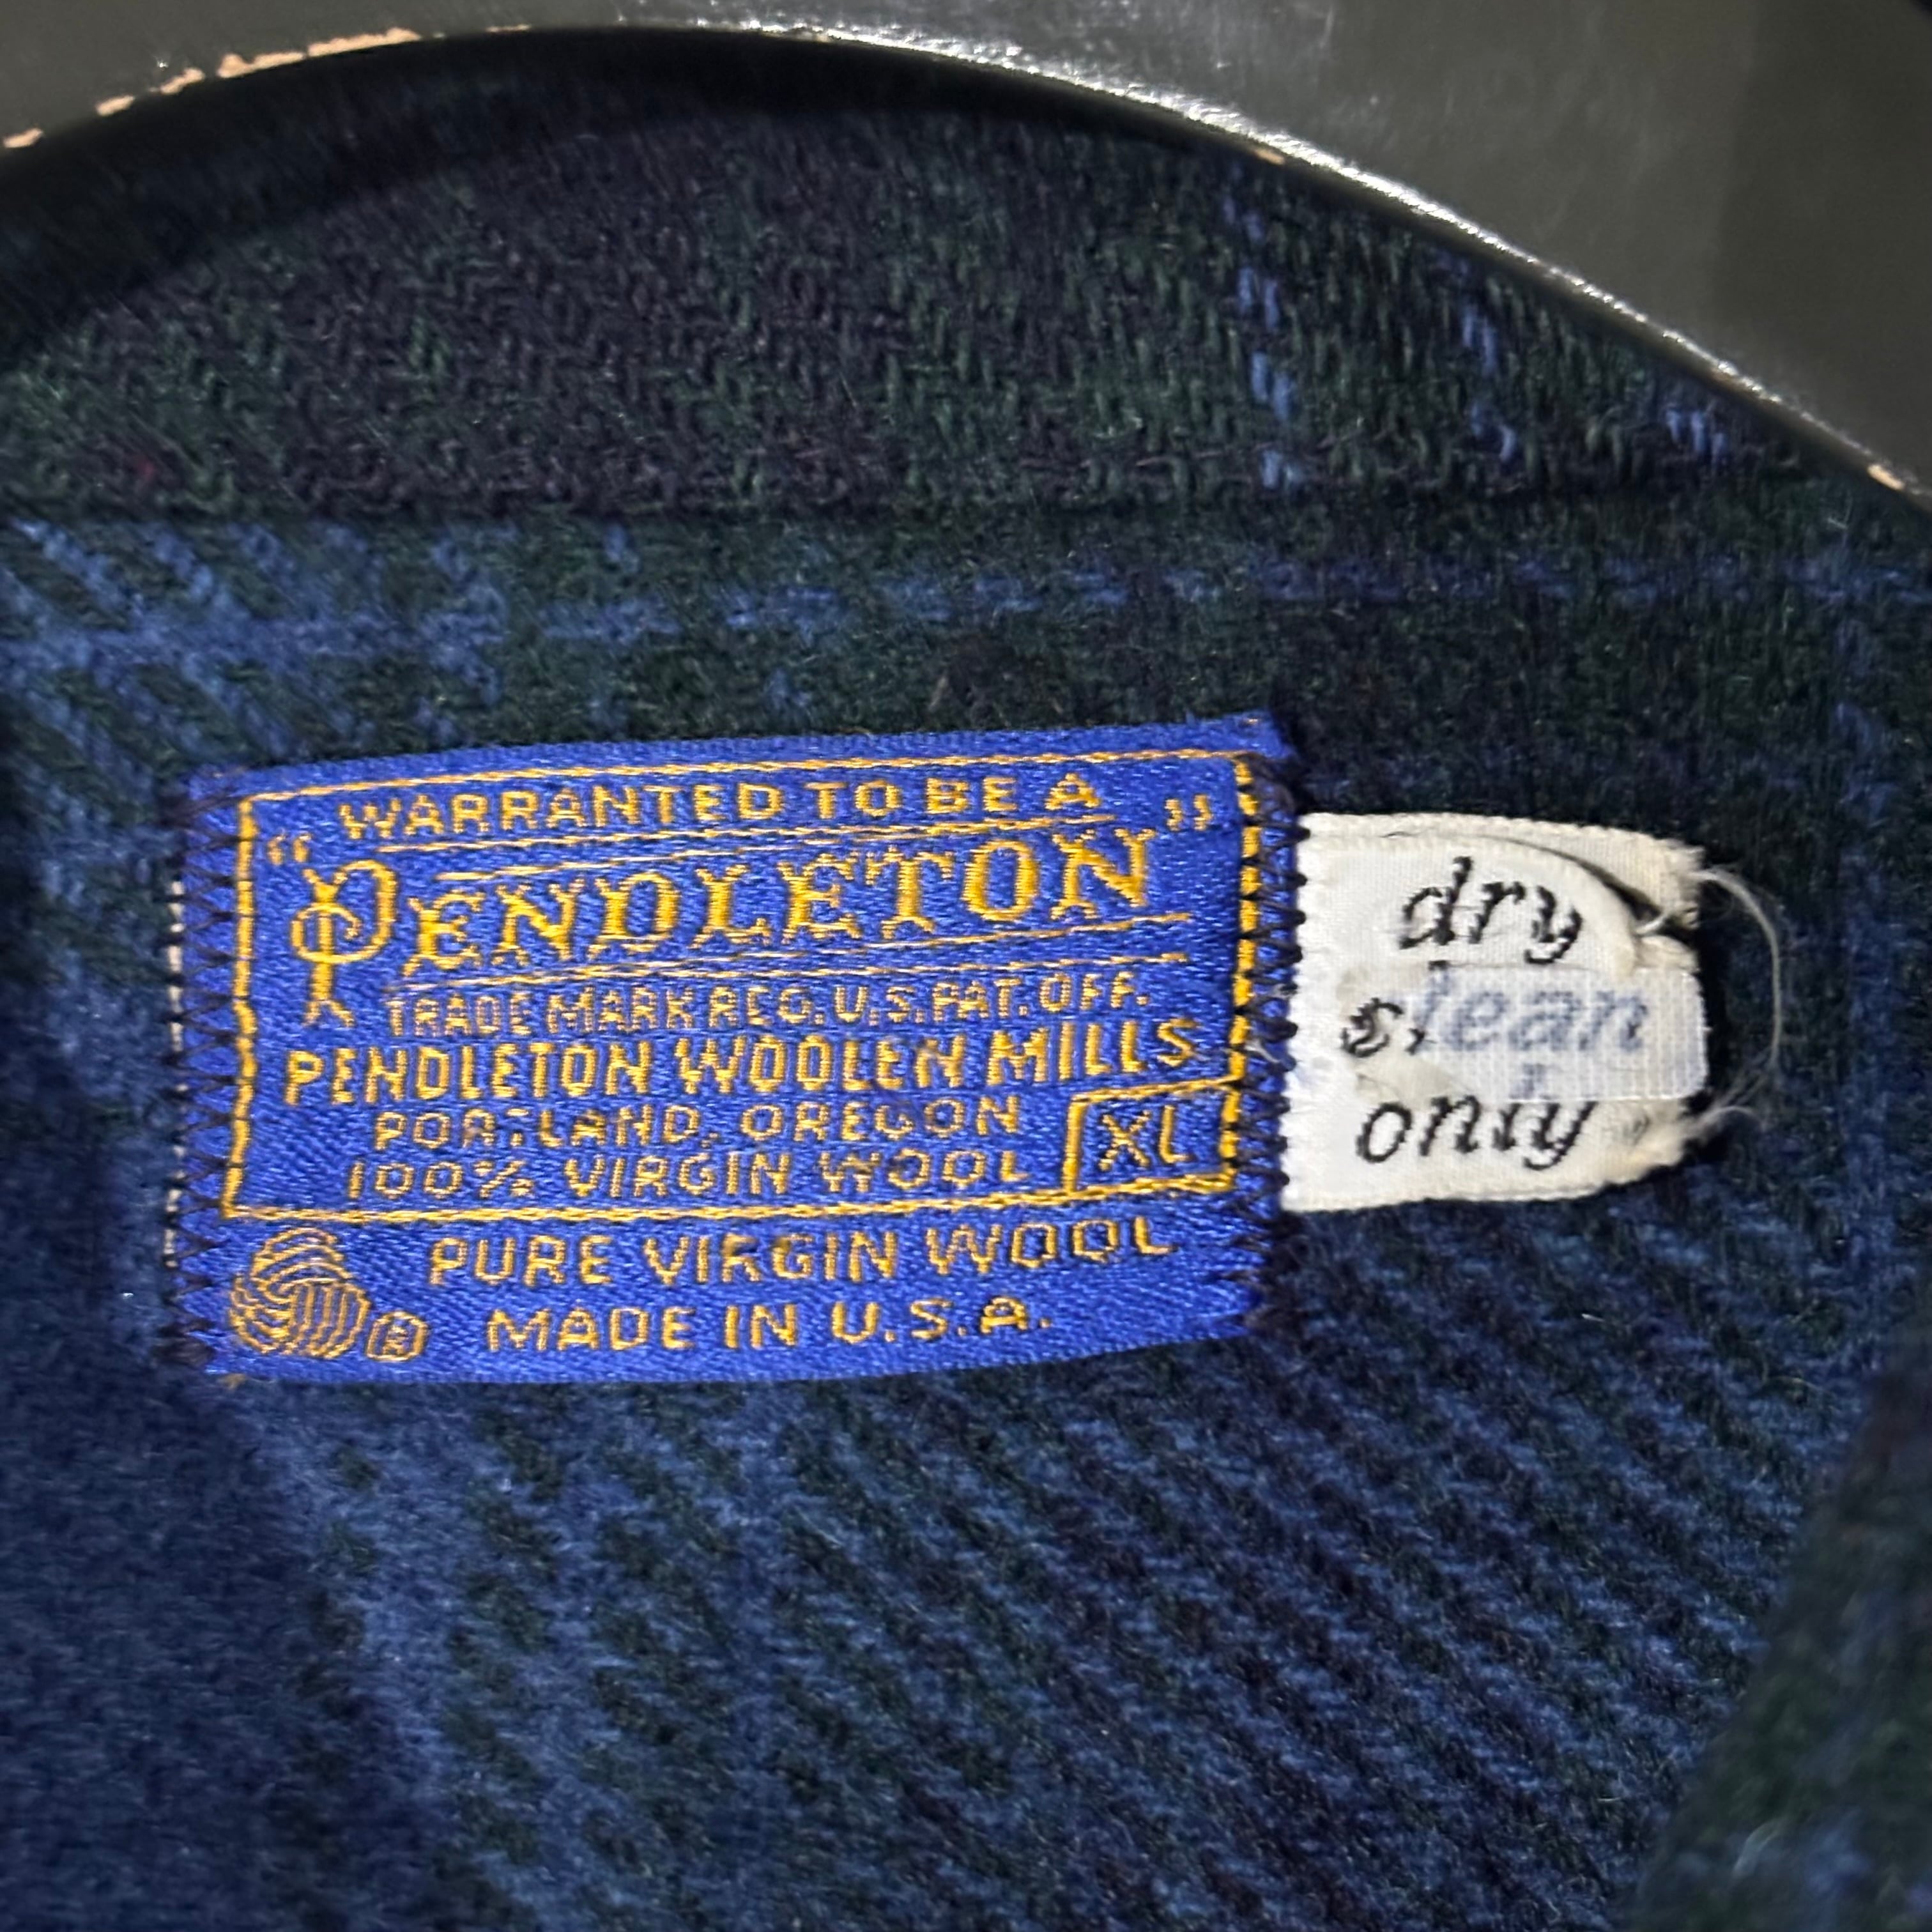 WARRANTED TO BE A
"PENDLETON"
TRADE MARK REG. U.S. PAT. OFF.
PENDLETON WOOLEN MILLS
PORTLAND, OREGON
100% VIRGIN WOOL XL
PURE VIRGIN WOOL
® MADE IN U.S.A.
dry
clean
only